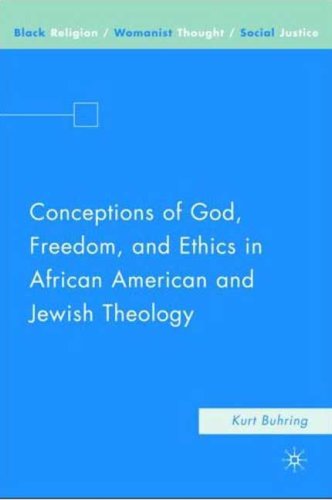 Black Religion / Womanist Thought / Social Justice
Conceptions of God,
Freedom, and Ethics in
African American and
Jewish Theology
Kurt Buhring